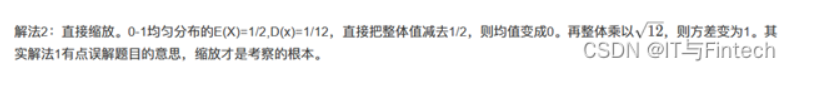 解法2：直接缩放。0-1均匀分布的E(X)=1/2,D(x)=1/12，直接把整体值减去1/2，则均值变成0。再整体乘以√12，则方差变为1。其
实解法1有点误解题目的意思，缩放才是考察的根本。
CSDN @IT与Fintech